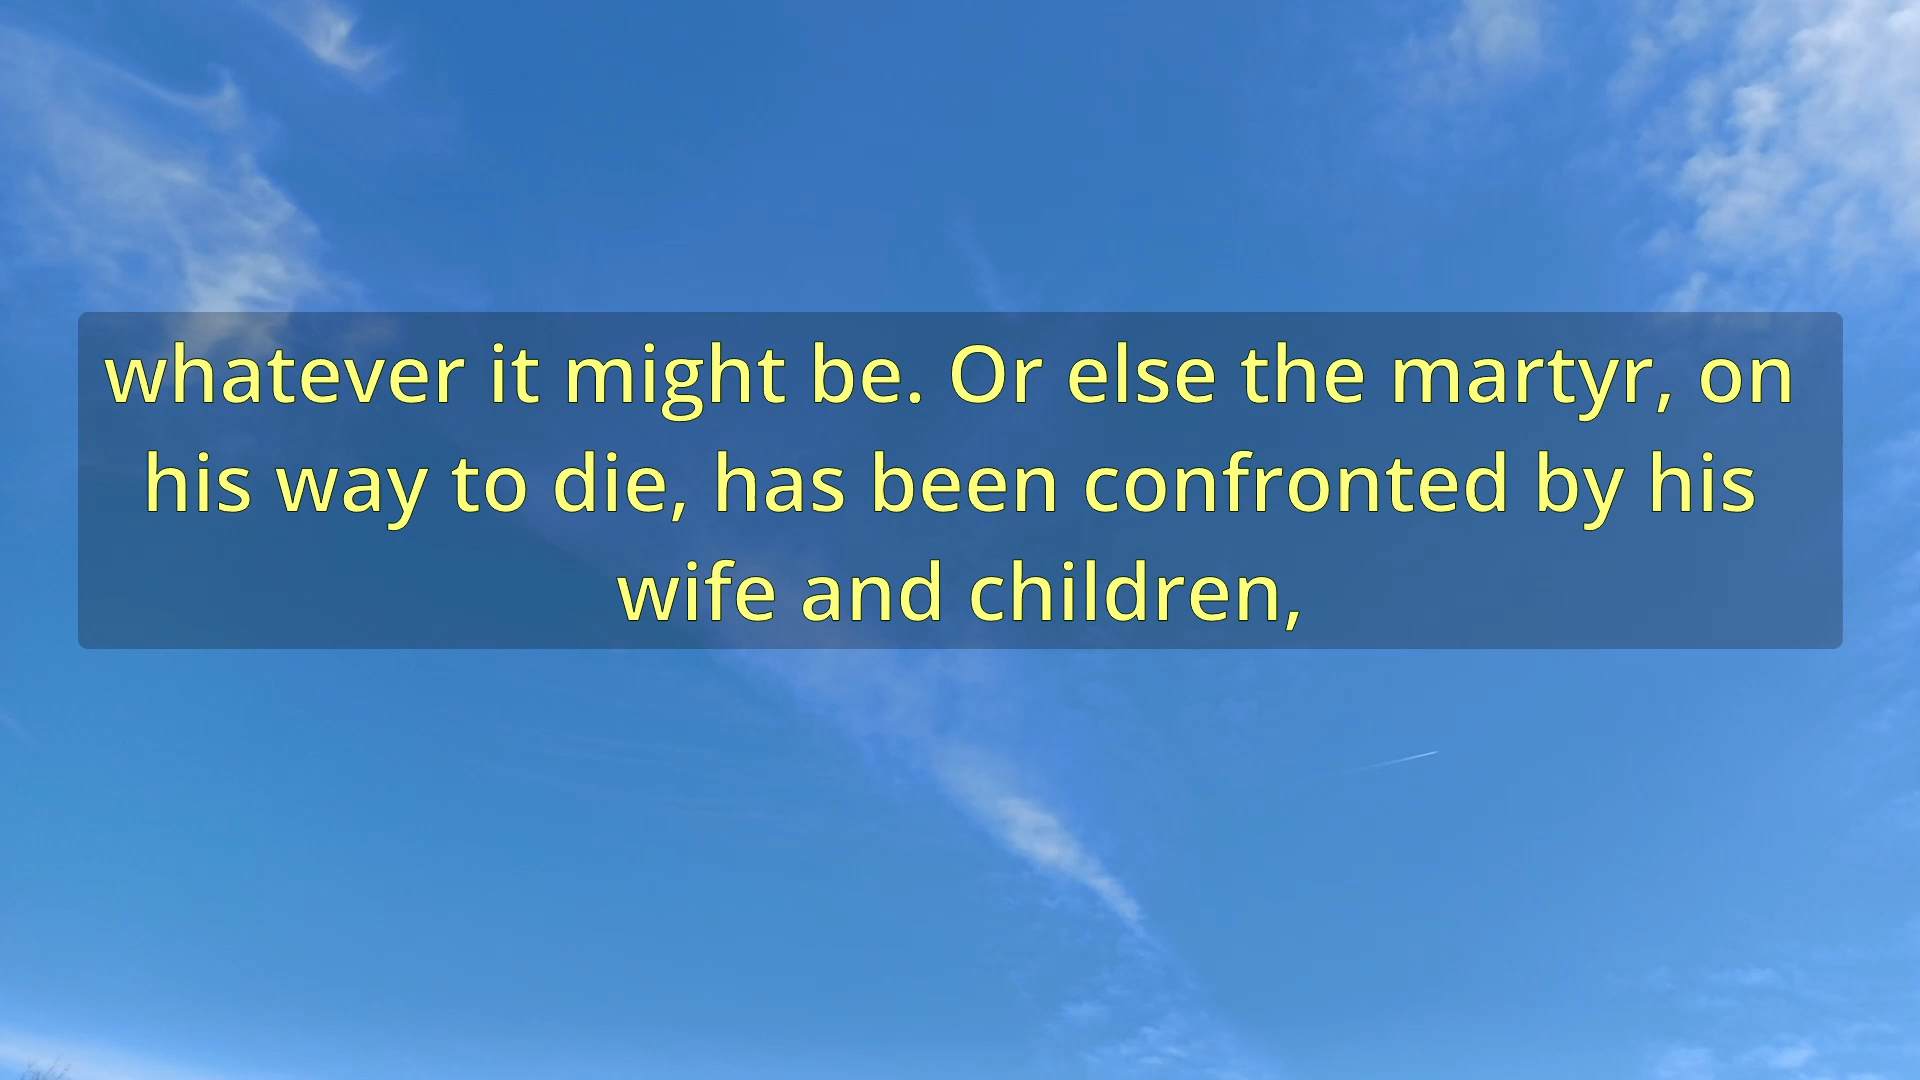 whatever it might be. Or else the martyr, on
his way to die, has been confronted by his
wife and children,